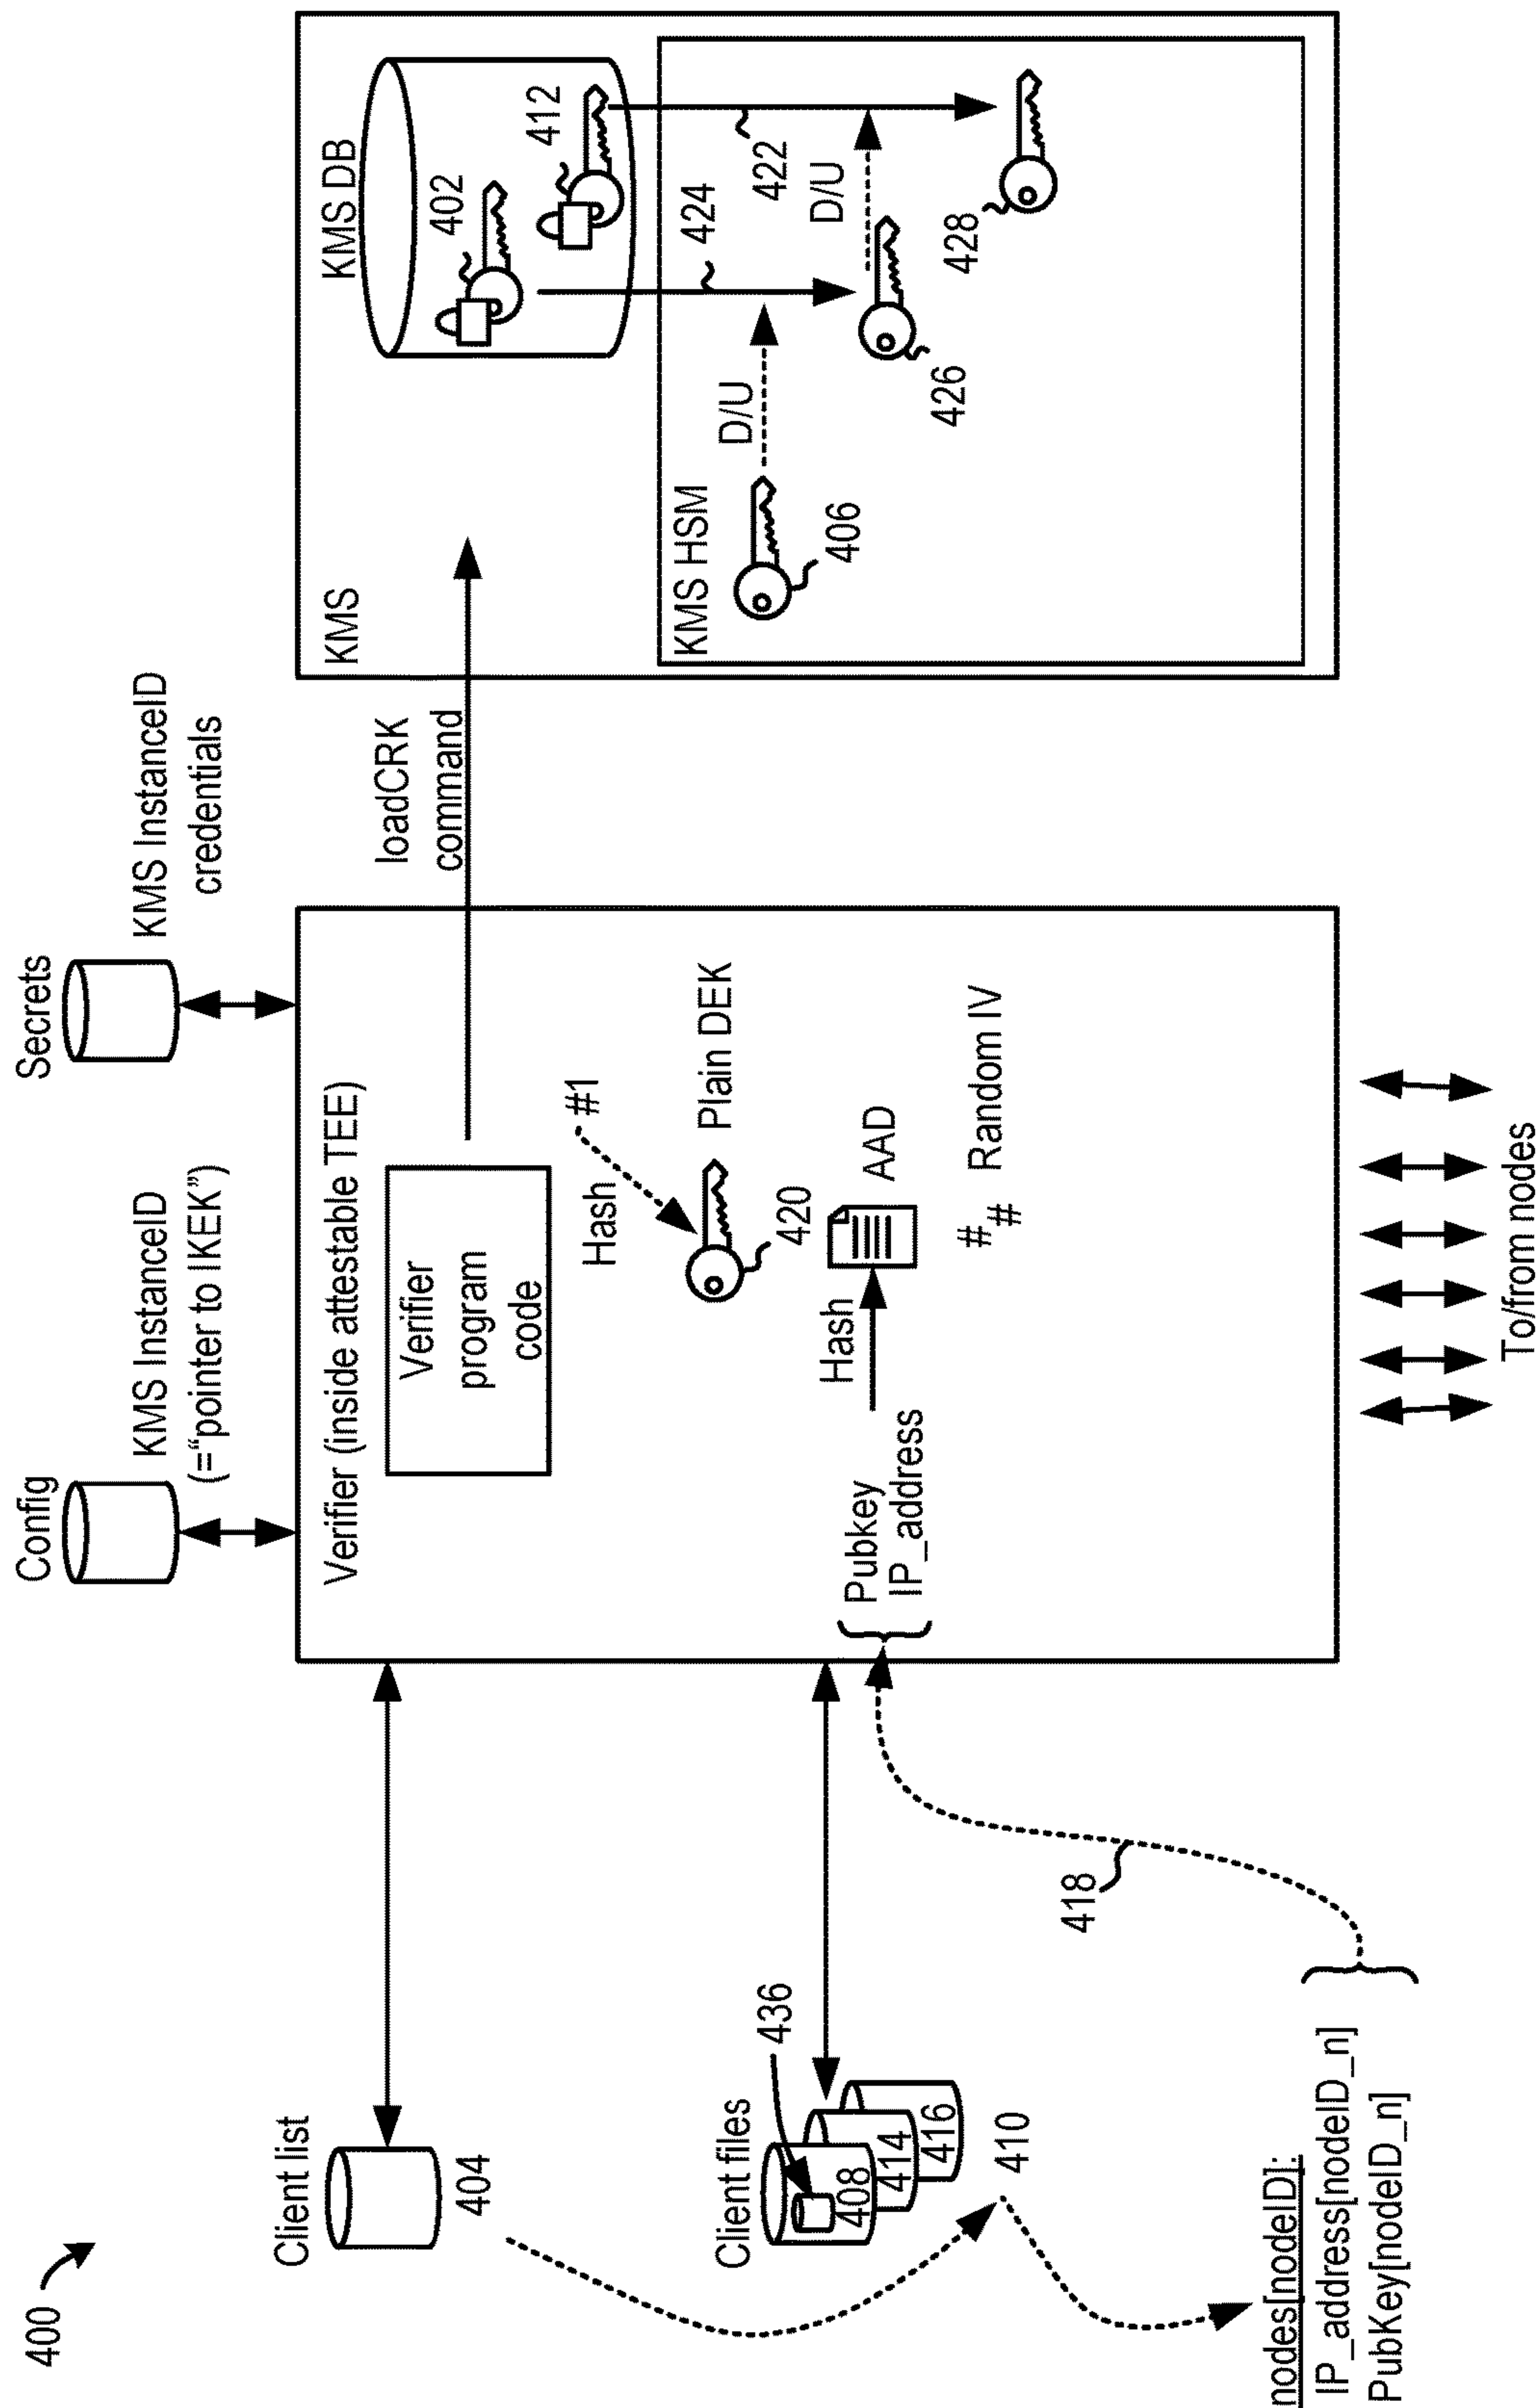 400
Config
KMS InstanceID
(=“pointer to IKEK”)
Secrets
KMS InstanceID
credentials
Client list
404
Verifier (inside attestable TEE)
Verifier
program
code
loadCRK
command
KMS
KMS DB
402
412
Hash
#1
Plain DEK
420
424
422
KMS HSM
D/U
D/U
406
426
428
Client files
436
408
414
416
410
Pubkey
IP_address
Hash
AAD
#
#
Random IV
418
nodes[nodeID]:
IP_address[nodeID_n]
PubKey[nodeID_n]
To/from nodes